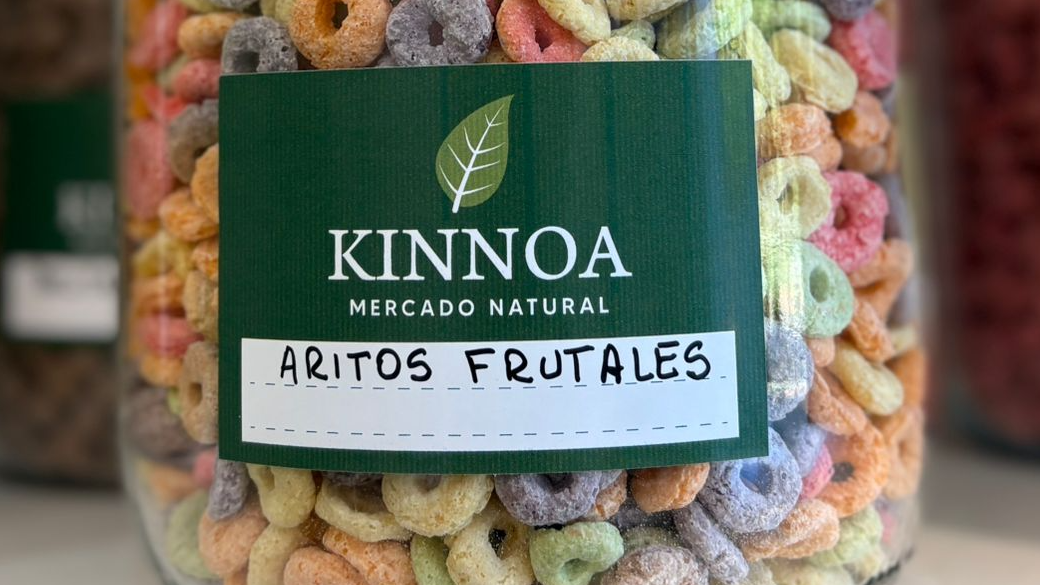 KINNOA
MERCADO NATURAL
ARITOS FRUTALES